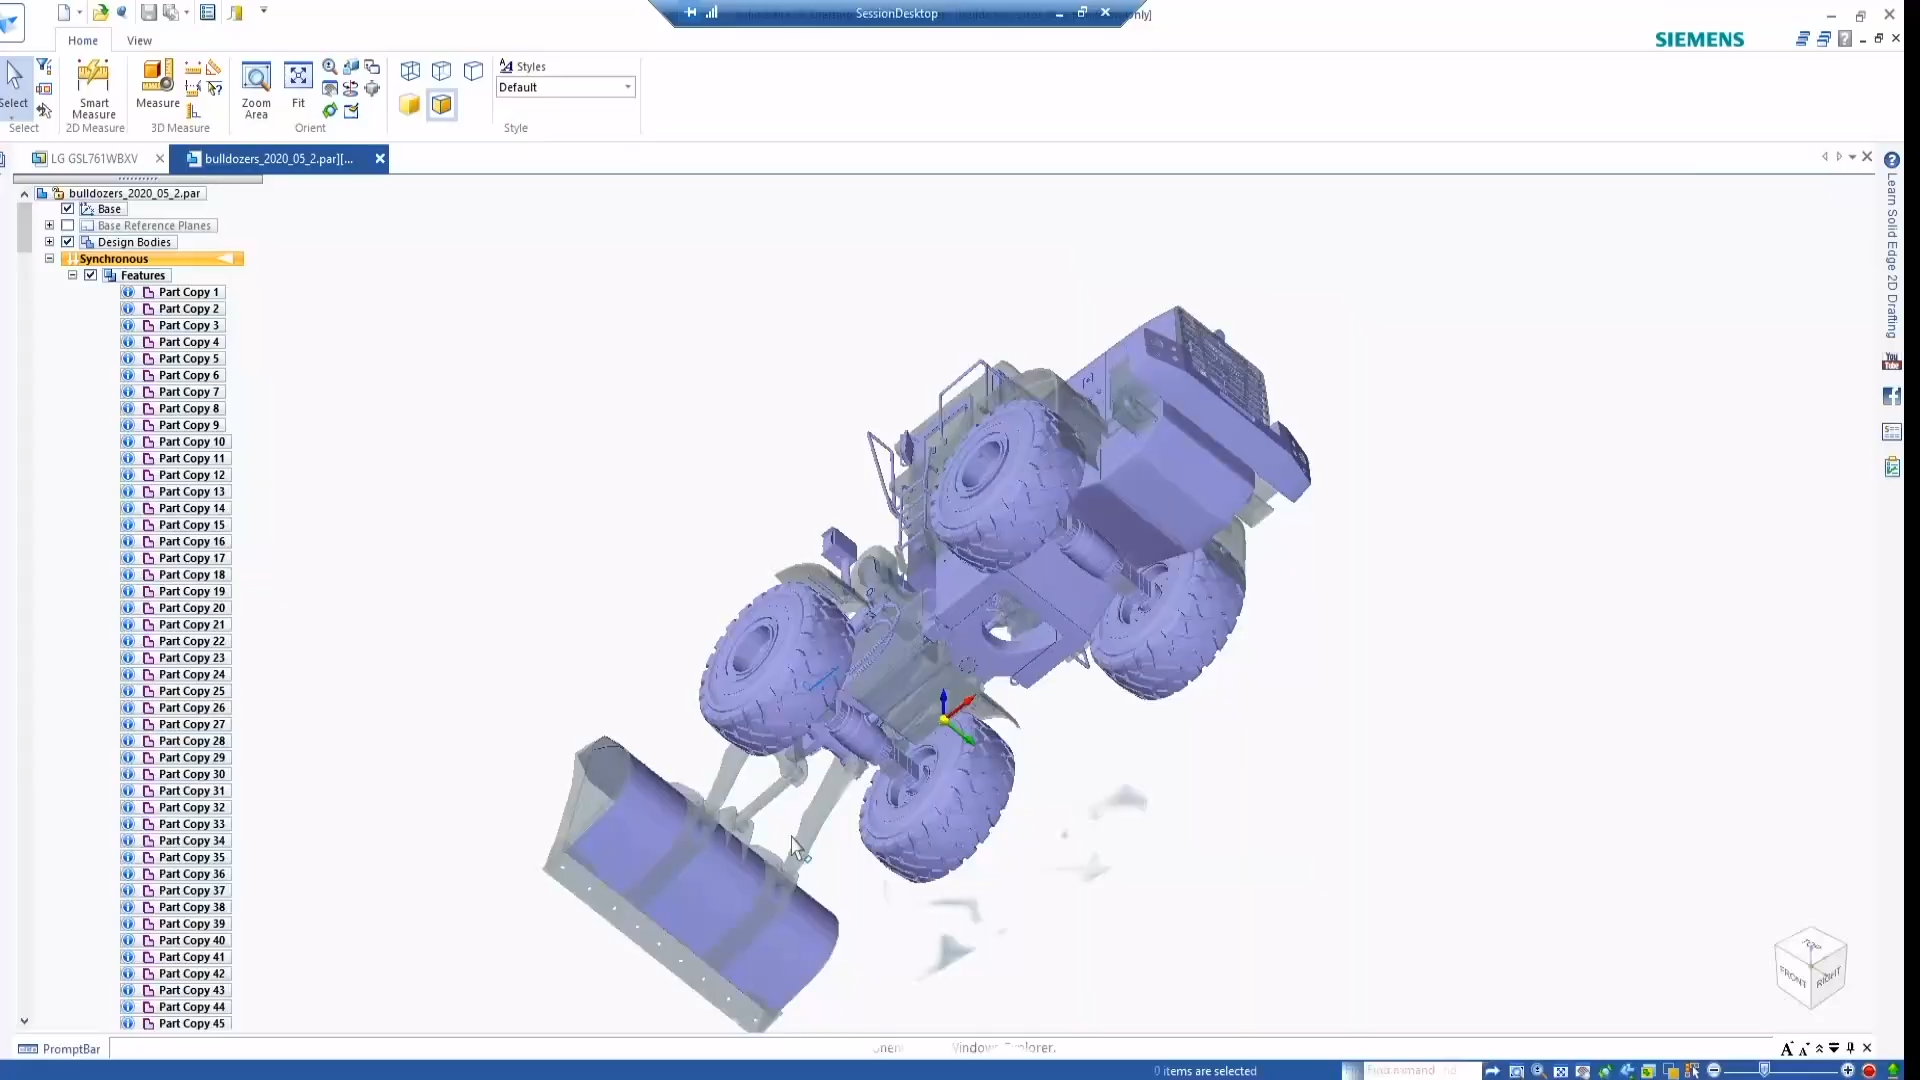 SessionDesktop
nly]
Home
View
SIEMENS
Select
Smart
Measure
Measure
Zoom
Area
Fit
Styles
Default
Select
2D Measure
3D Measure
Orient
Style
LG GSL761WBXV
bulldozers_2020_05_2.par][...
bulldozers_2020_05_2.par
Base
Base Reference Planes
Design Bodies
Synchronous
Features
Part Copy 1
Part Copy 2
Part Copy 3
Part Copy 4
Part Copy 5
Part Copy 6
Part Copy 7
Part Copy 8
Part Copy 9
Part Copy 10
Part Copy 11
Part Copy 12
Part Copy 13
Part Copy 14
Part Copy 15
Part Copy 16
Part Copy 17
Part Copy 18
Part Copy 19
Part Copy 20
Part Copy 21
Part Copy 22
Part Copy 23
Part Copy 24
Part Copy 25
Part Copy 26
Part Copy 27
Part Copy 28
Part Copy 29
Part Copy 30
Part Copy 31
Part Copy 32
Part Copy 33
Part Copy 34
Part Copy 35
Part Copy 36
Part Copy 37
Part Copy 38
Part Copy 39
Part Copy 40
Part Copy 41
Part Copy 42
Part Copy 43
Part Copy 44
Part Copy 45
Learn Solid Edge 2D Drafting
You
Tube
TOP
FRONT
RIGHT
PromptBar
0 items are selected